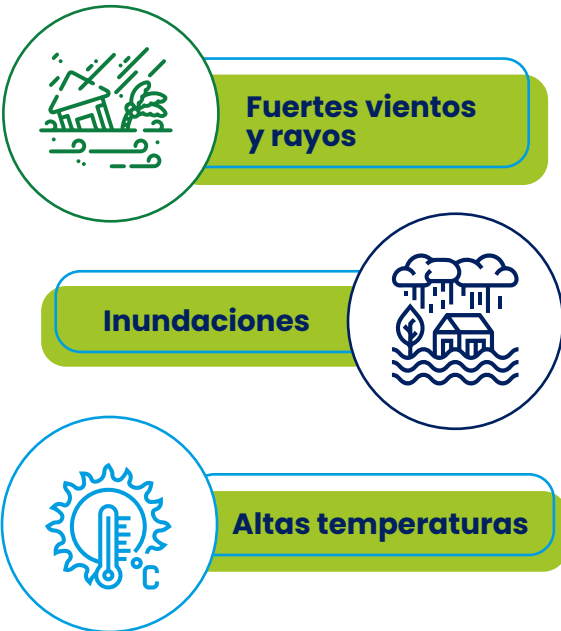 Fuertes vientos
y rayos
Inundaciones
Altas temperaturas
°C